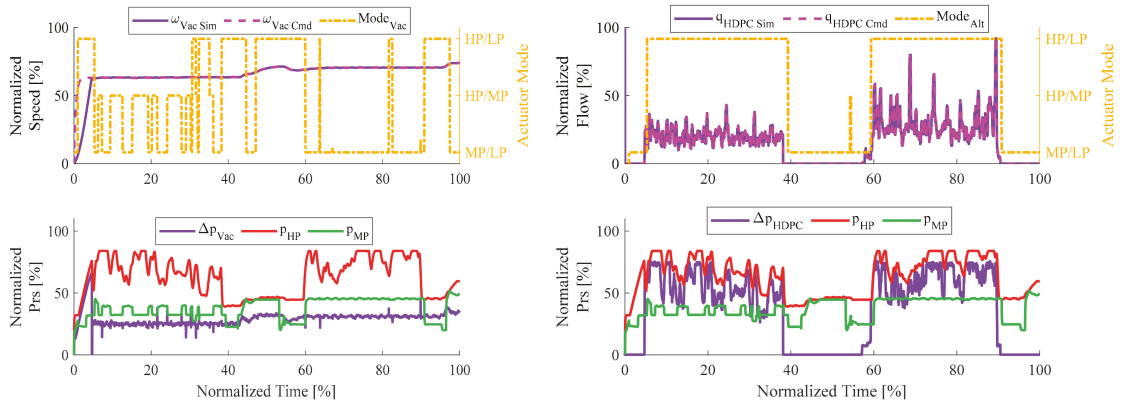 ω_Vac Sim ω_Vac Cmd Mode_Vac
Normalized
Speed [%]
100
50
0
0 20 40 60 80 100
HP/LP
HP/MP
MP/LP
Actuator Mode
q_HDPC Sim q_HDPC Cmd Mode_Alt
Normalized
Flow [%]
100
50
0
0 20 40 60 80 100
HP/LP
HP/MP
MP/LP
Actuator Mode
Δp_Vac p_HP p_MP
Normalized
Prs [%]
100
50
0
0 20 40 60 80 100
Normalized Time [%]
Δp_HDPC p_HP p_MP
Normalized
Prs [%]
100
50
0
0 20 40 60 80 100
Normalized Time [%]